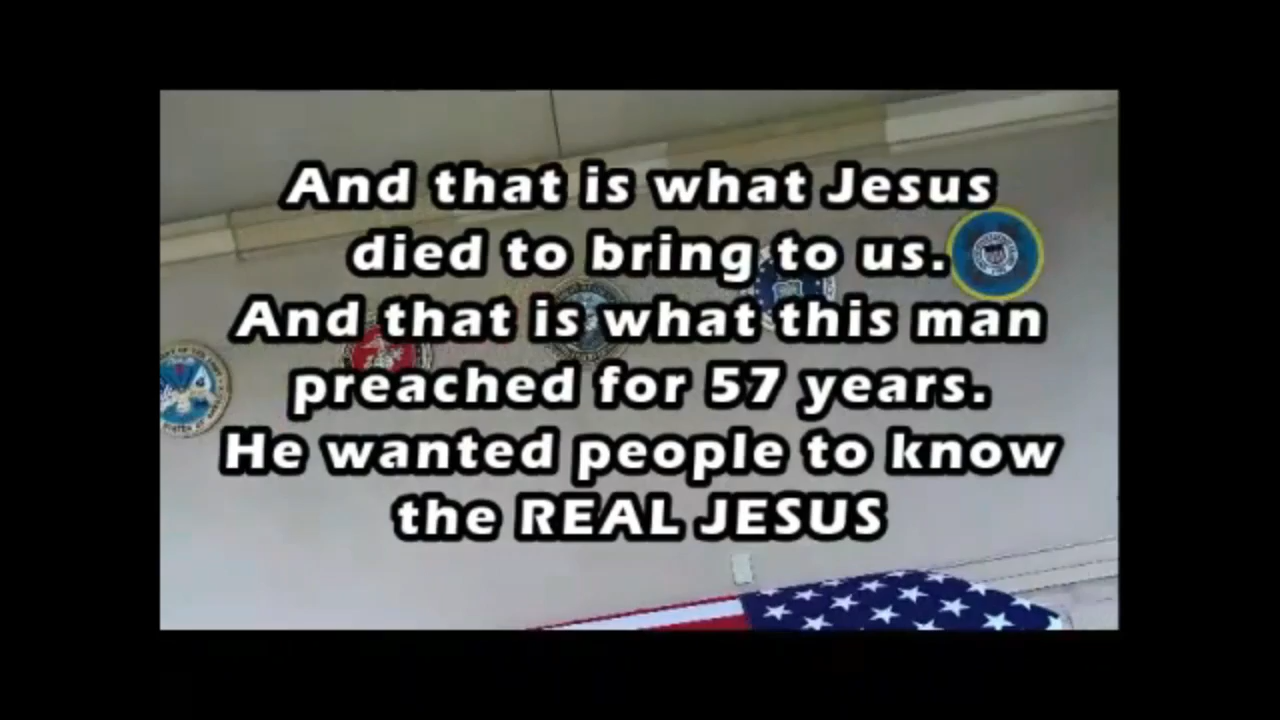 And that is what Jesus
died to bring to us.
And that is what this man
preached for 57 years.
He wanted people to know
the REAL JESUS